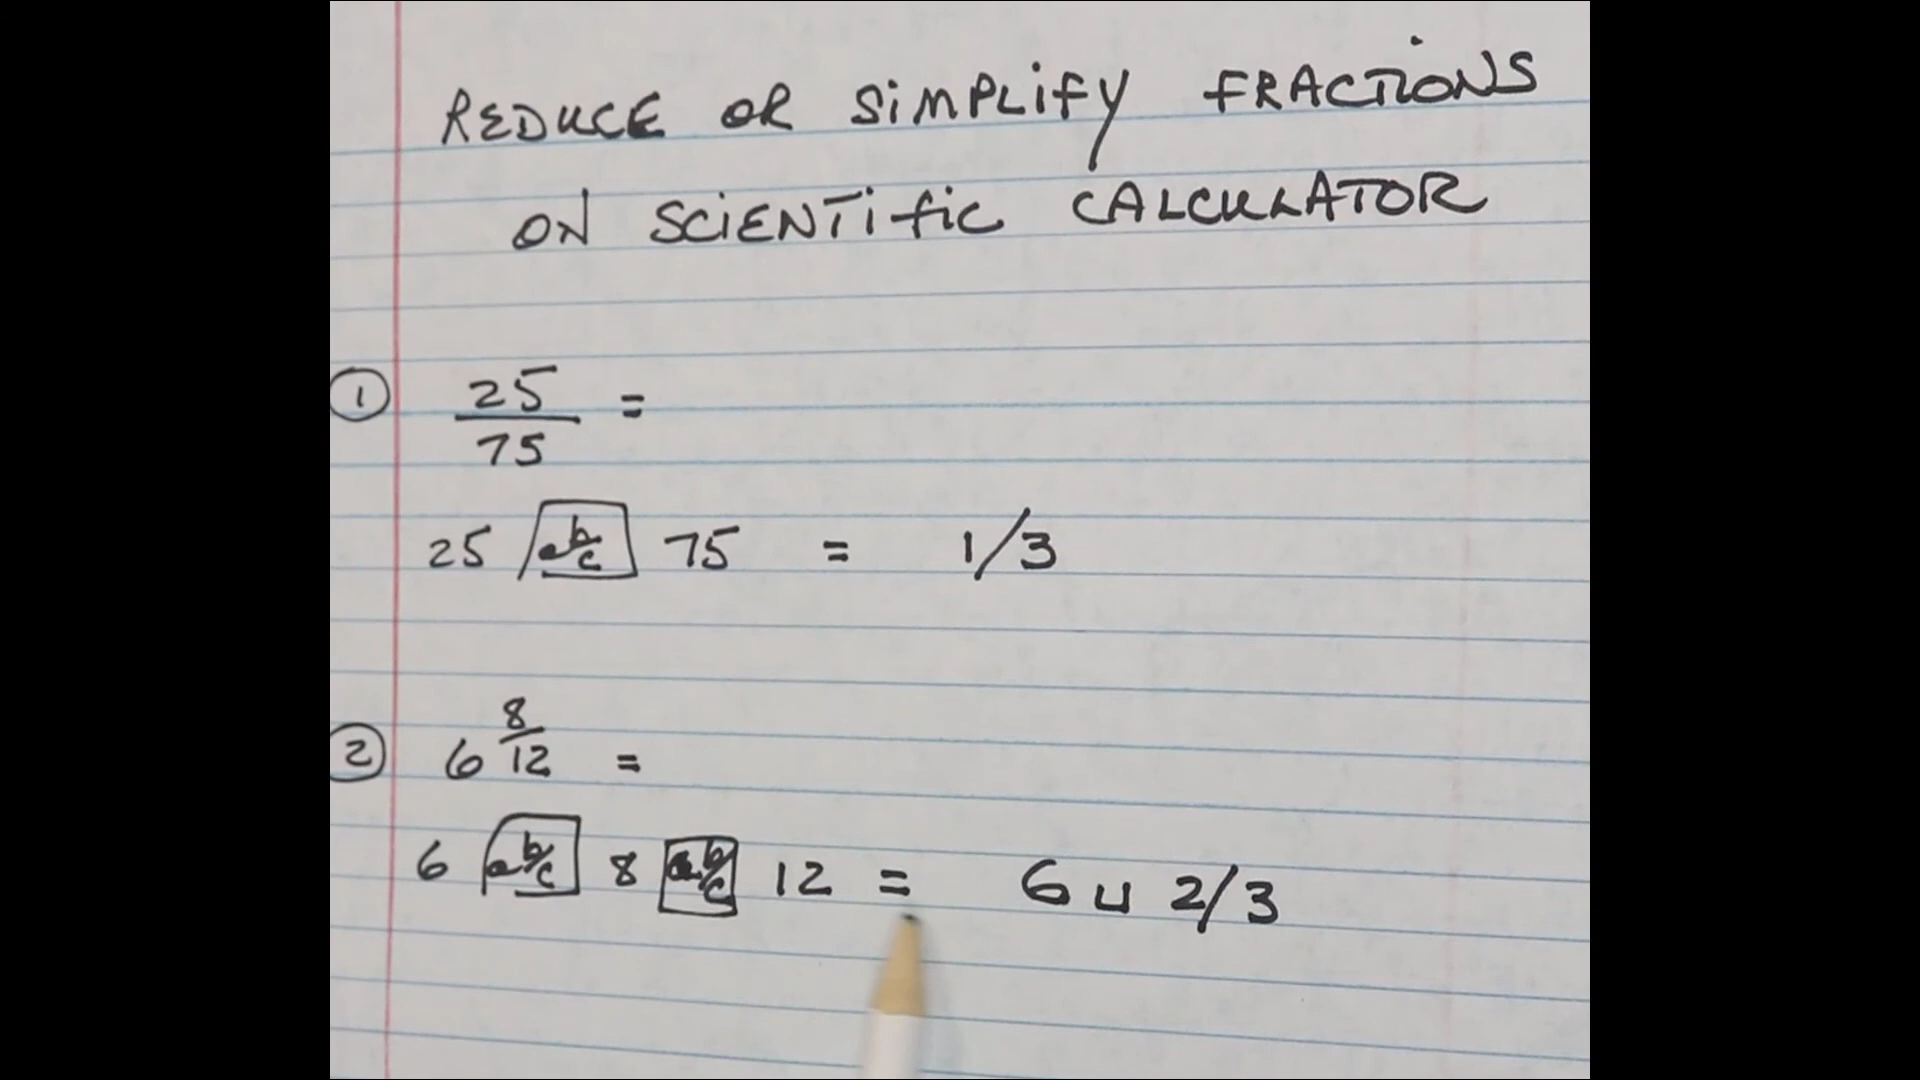 REDUCE OR SIMPLIFY FRACTIONS
ON SCIENTIFIC CALCULATOR
① 25/75 =
25 [a b/c] 75 = 1/3
② 6 8/12 =
6 [a b/c] 8 [a b/c] 12 = 6 ⊔ 2/3